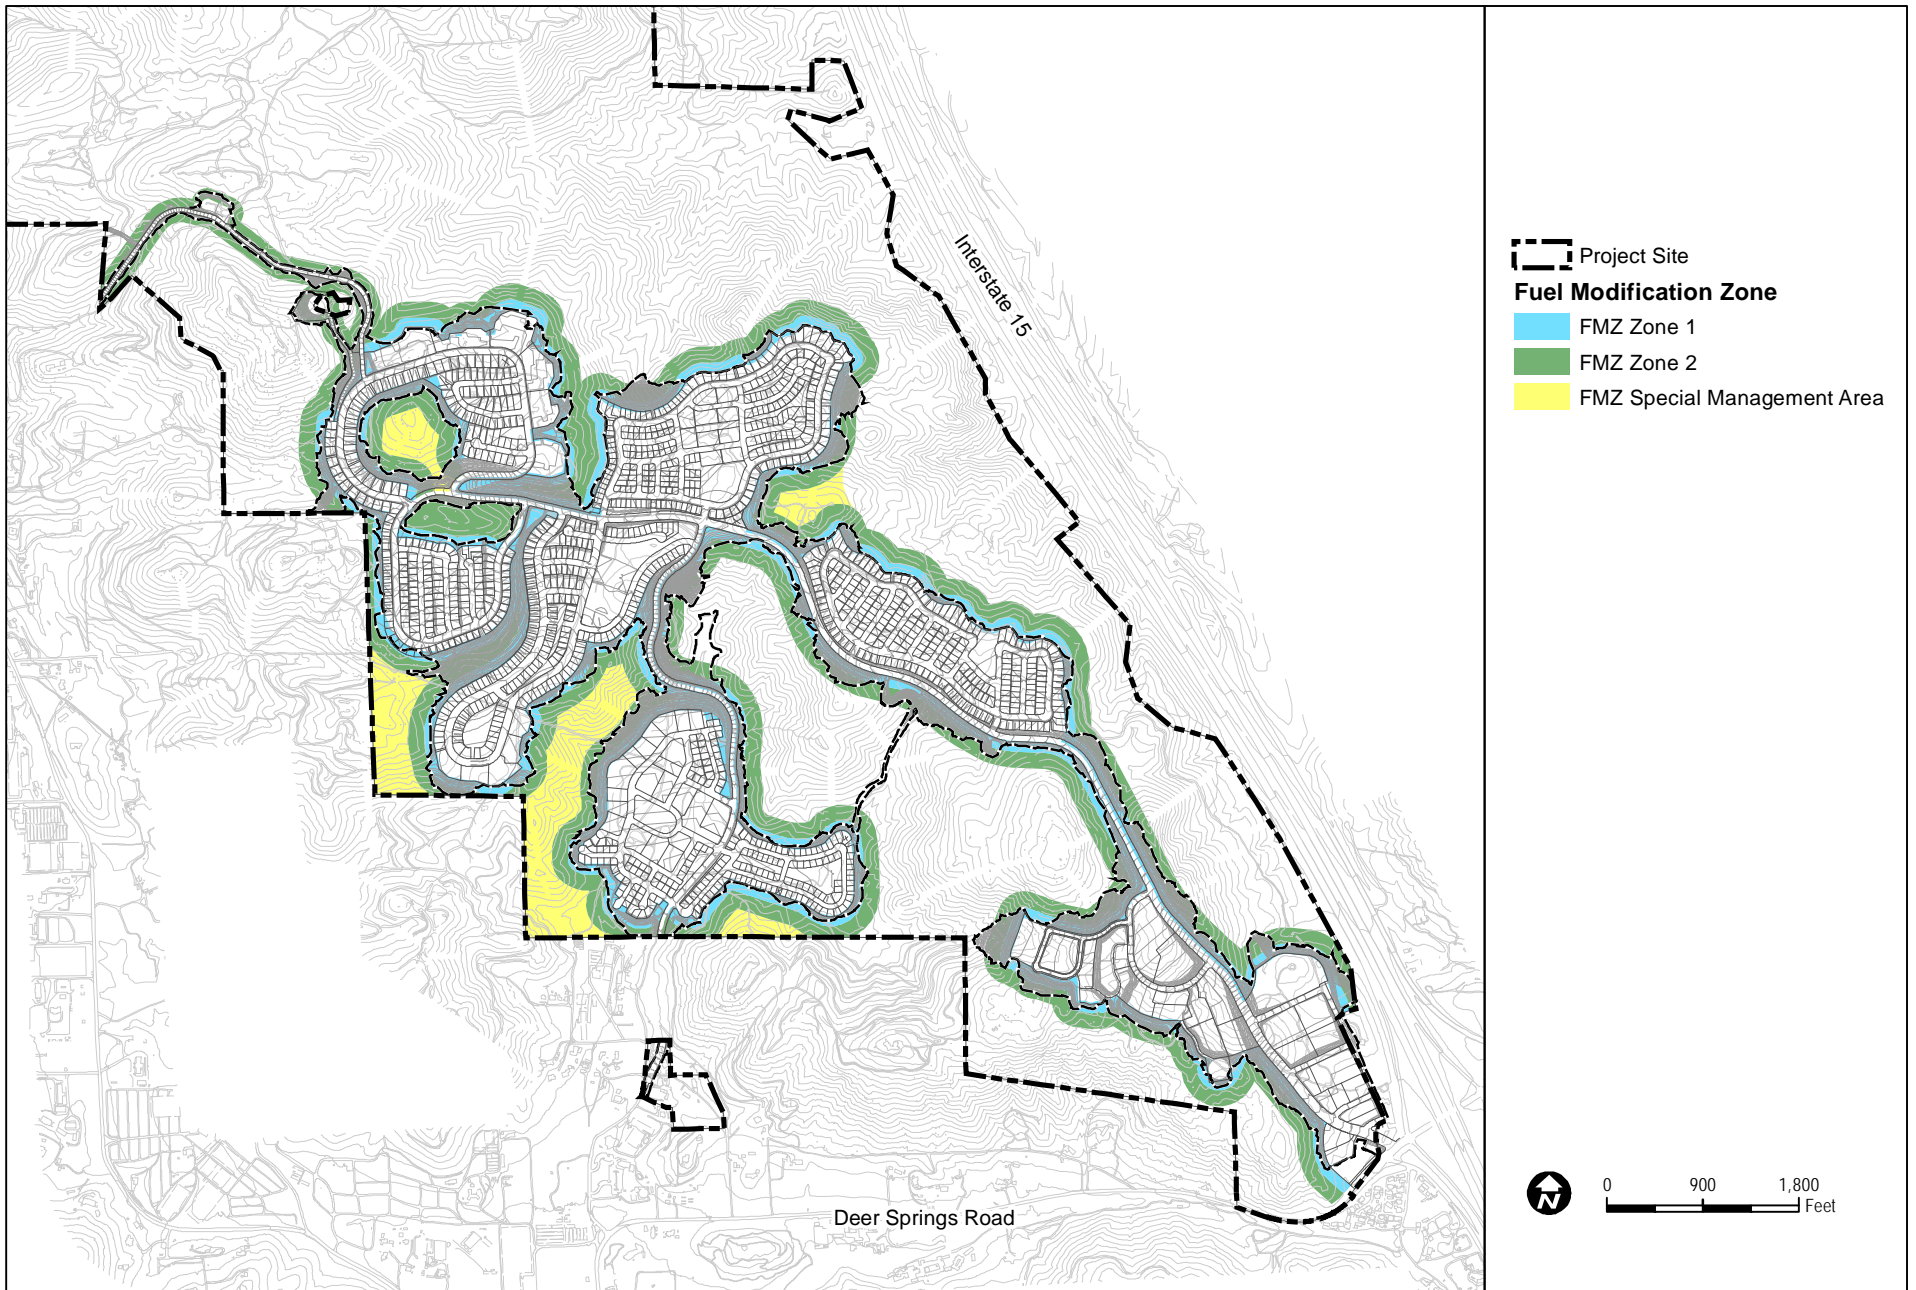 Interstate 15
Deer Springs Road
Project Site
Fuel Modification Zone
FMZ Zone 1
FMZ Zone 2
FMZ Special Management Area
N
0 900 1,800
Feet